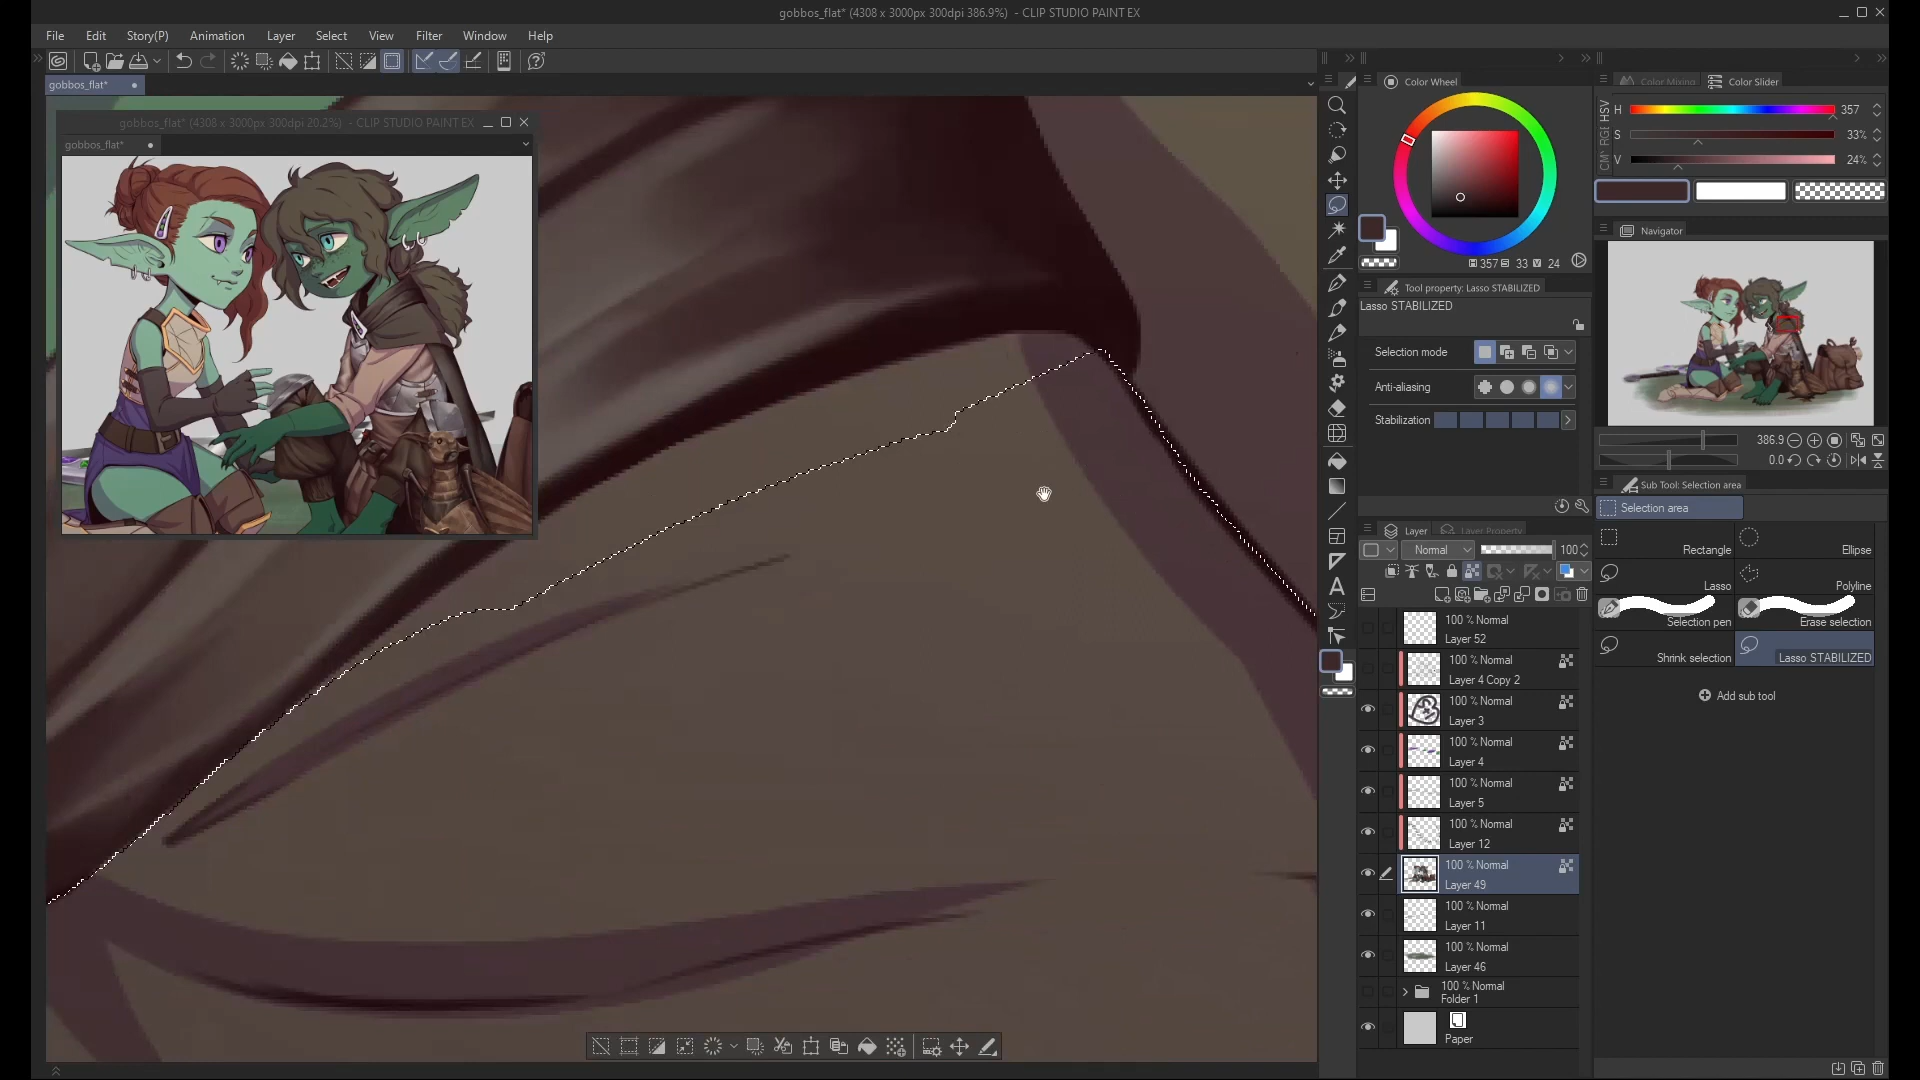 gobbos_flat* (4308 x 3000px 300dpi 386.9%) - CLIP STUDIO PAINT EX
File Edit Story(P) Animation Layer Select View Filter Window Help
gobbos_flat*
gobbos_flat* (4308 x 3000px 300dpi 20.2%) - CLIP STUDIO PAINT EX
gobbos_flat*
Color Wheel
H 357 S 33 V 24
Tool property: Lasso STABILIZED
Lasso STABILIZED
Selection mode
Anti-aliasing
Stabilization
Layer Layer Property
Normal 100
100 % Normal
Layer 52
100 % Normal
Layer 4 Copy 2
100 % Normal
Layer 3
100 % Normal
Layer 4
100 % Normal
Layer 5
100 % Normal
Layer 12
100 % Normal
Layer 49
100 % Normal
Layer 11
100 % Normal
Layer 46
100 % Normal
Folder 1
Paper
Color Mixing Color Slider
HSV
RGB
H 357
S 33%
V 24%
Navigator
386.9
0.0
Sub Tool: Selection area
Selection area
Rectangle Ellipse
Lasso Polyline
Selection pen Erase selection
Shrink selection Lasso STABILIZED
Add sub tool